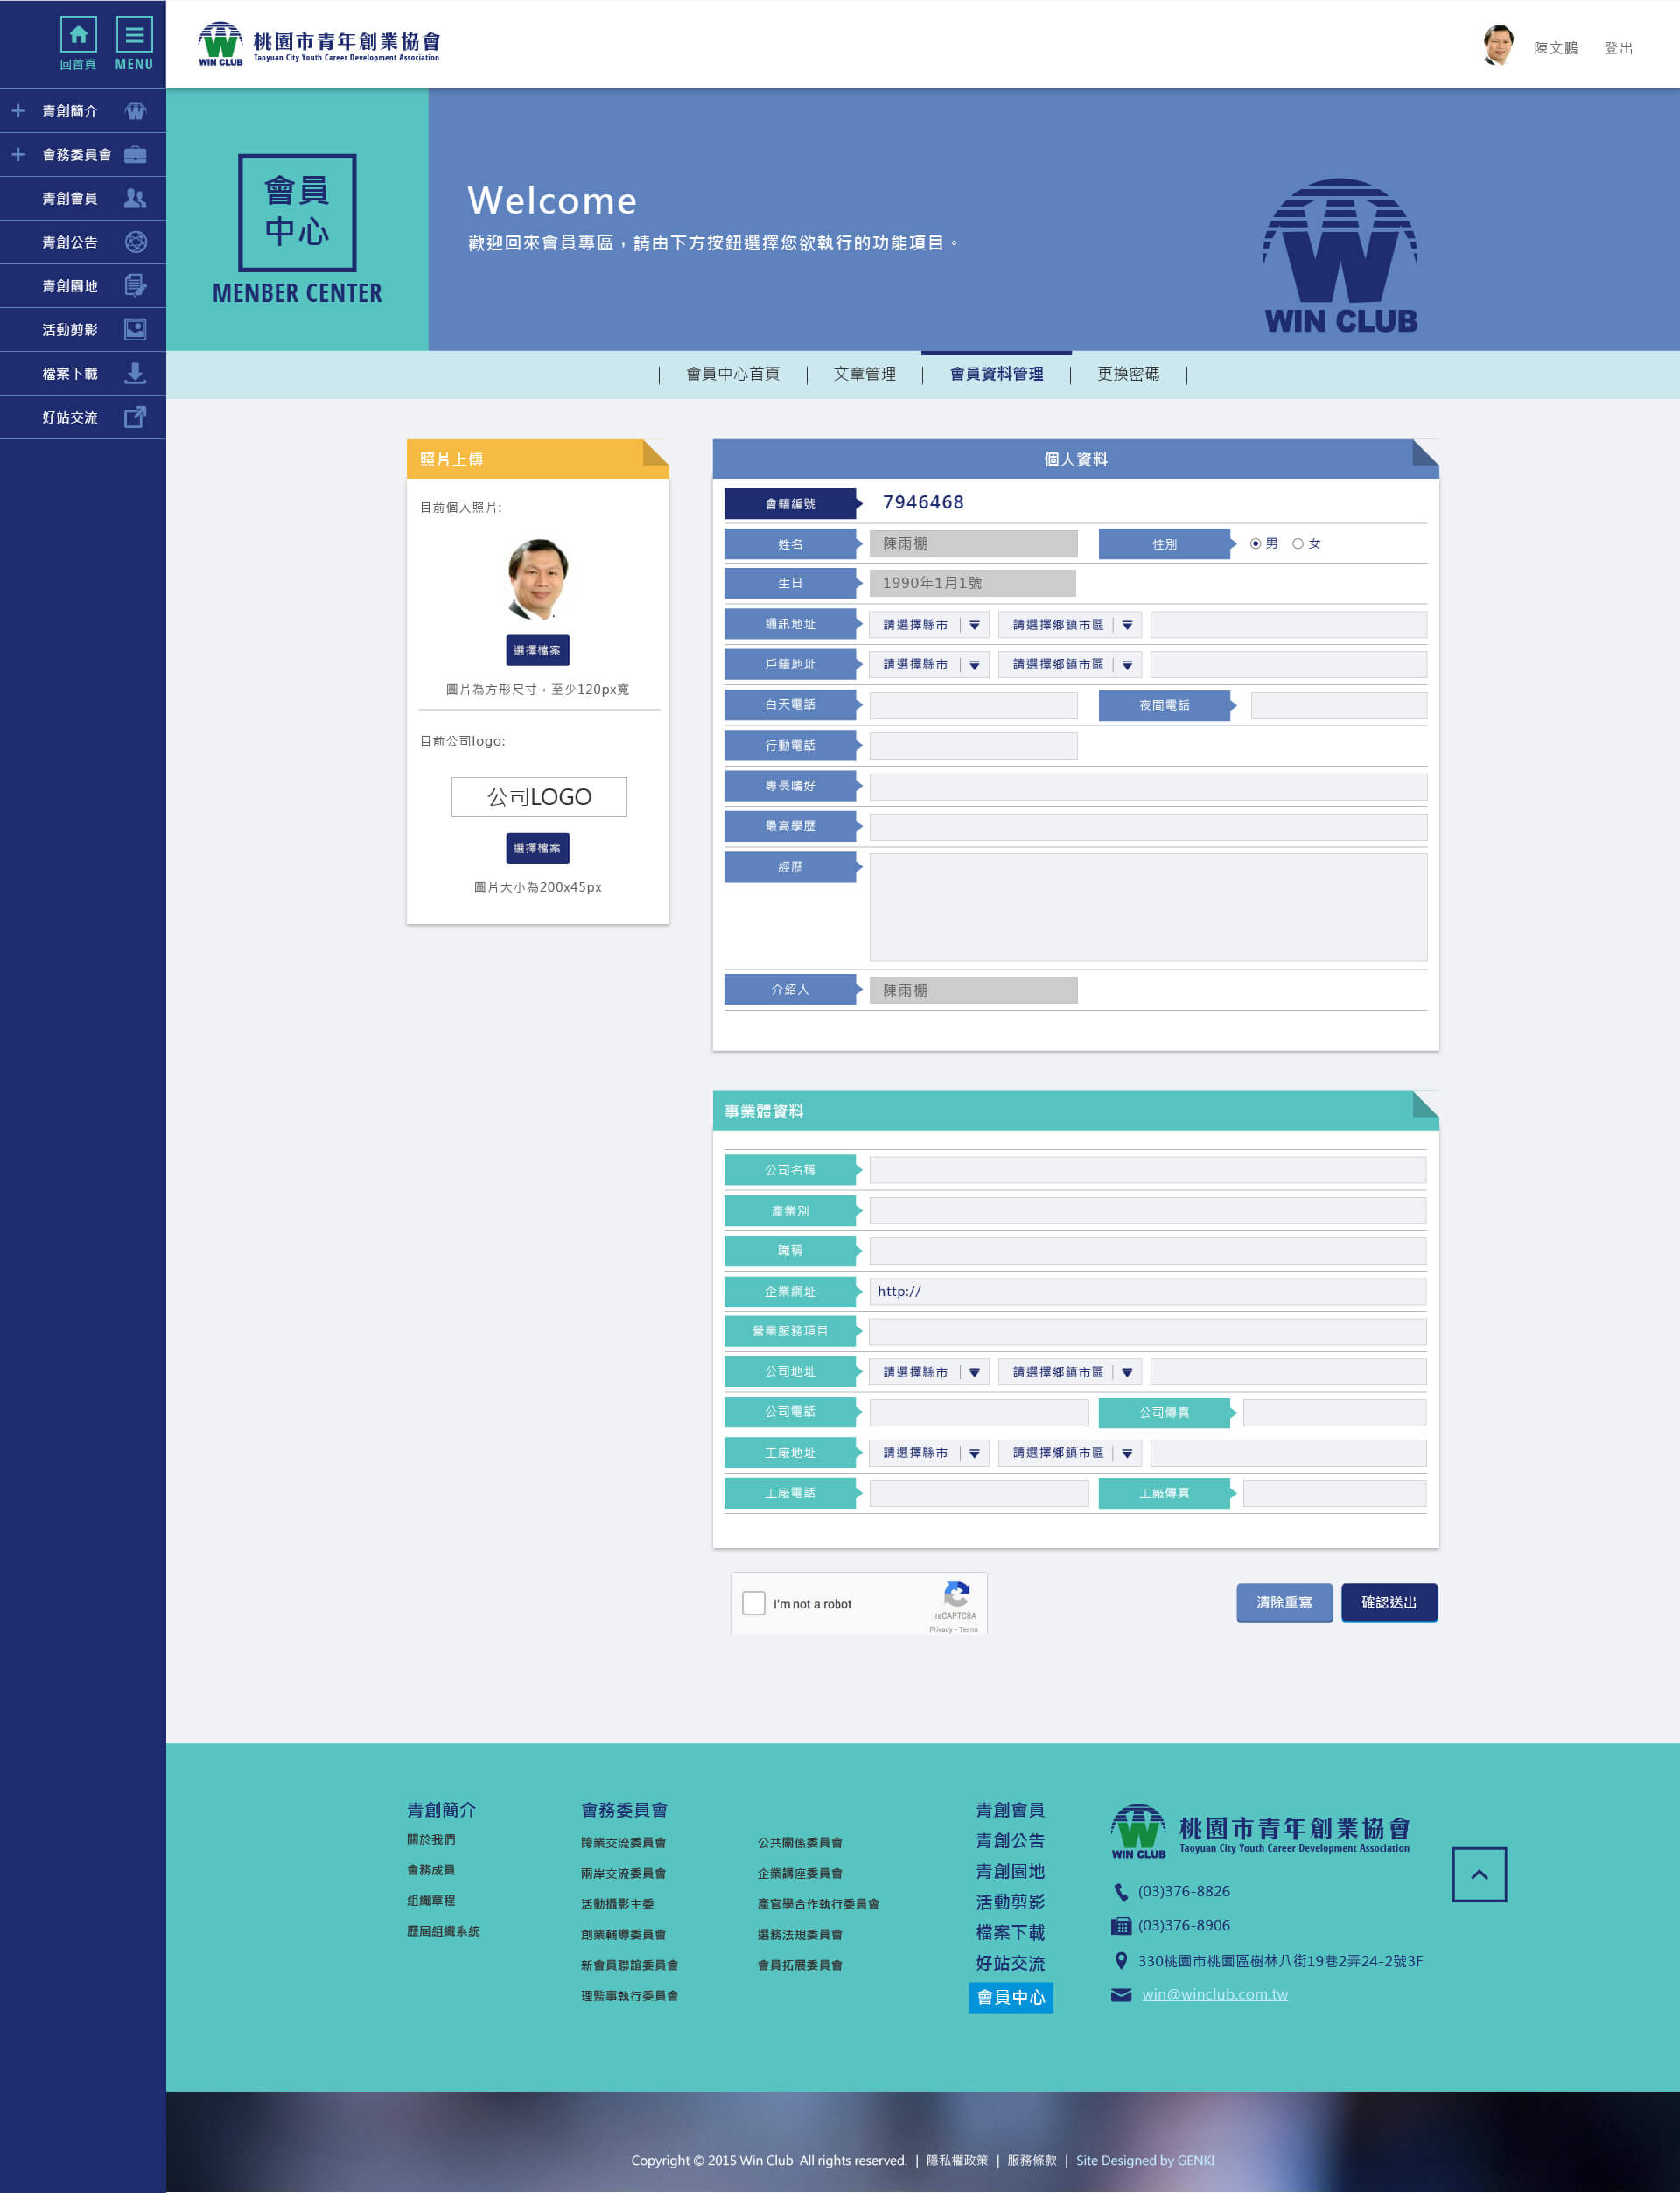 回首頁 MENU
桃園市青年創業協會
WIN CLUB Taoyuan City Youth Career Development Association
陳文鵬 登出
青創簡介
會務委員會
青創會員
青創公告
青創園地
活動剪影
檔案下載
好站交流
會員
中心
MENBER CENTER
Welcome
歡迎回來會員專區，請由下方按鈕選擇您欲執行的功能項目。
WIN CLUB
會員中心首頁 | 文章管理 | 會員資料管理 | 更換密碼
照片上傳
目前個人照片:
選擇檔案
圖片為方形尺寸，至少120px寬
目前公司logo:
公司LOGO
選擇檔案
圖片大小為200x45px
個人資料
會籍編號 7946468
姓名 陳雨棚 性別 男 女
生日 1990年1月1號
通訊地址 請選擇縣市 請選擇鄉鎮市區
戶籍地址 請選擇縣市 請選擇鄉鎮市區
白天電話 夜間電話
行動電話
專長嗜好
最高學歷
經歷
介紹人 陳雨棚
事業體資料
公司名稱
產業別
職稱
企業網址 http://
營業服務項目
公司地址 請選擇縣市 請選擇鄉鎮市區
公司電話 公司傳真
工廠地址 請選擇縣市 請選擇鄉鎮市區
工廠電話 工廠傳真
I'm not a robot
reCAPTCHA
Privacy - Terms
清除重寫 確認送出
青創簡介
關於我們
會務成員
組織章程
歷屆組織系統
會務委員會
跨業交流委員會
兩岸交流委員會
活動攝影主委
創業輔導委員會
新會員聯誼委員會
理監事執行委員會
公共關係委員會
企業講座委員會
產官學合作執行委員會
選務法規委員會
會員拓展委員會
青創會員
青創公告
青創園地
活動剪影
檔案下載
好站交流
會員中心
桃園市青年創業協會
WIN CLUB Taoyuan City Youth Career Development Association
(03)376-8826
(03)376-8906
330桃園市桃園區樹林八街19巷2弄24-2號3F
win@winclub.com.tw
Copyright © 2015 Win Club All rights reserved. | 隱私權政策 | 服務條款 | Site Designed by GENKI